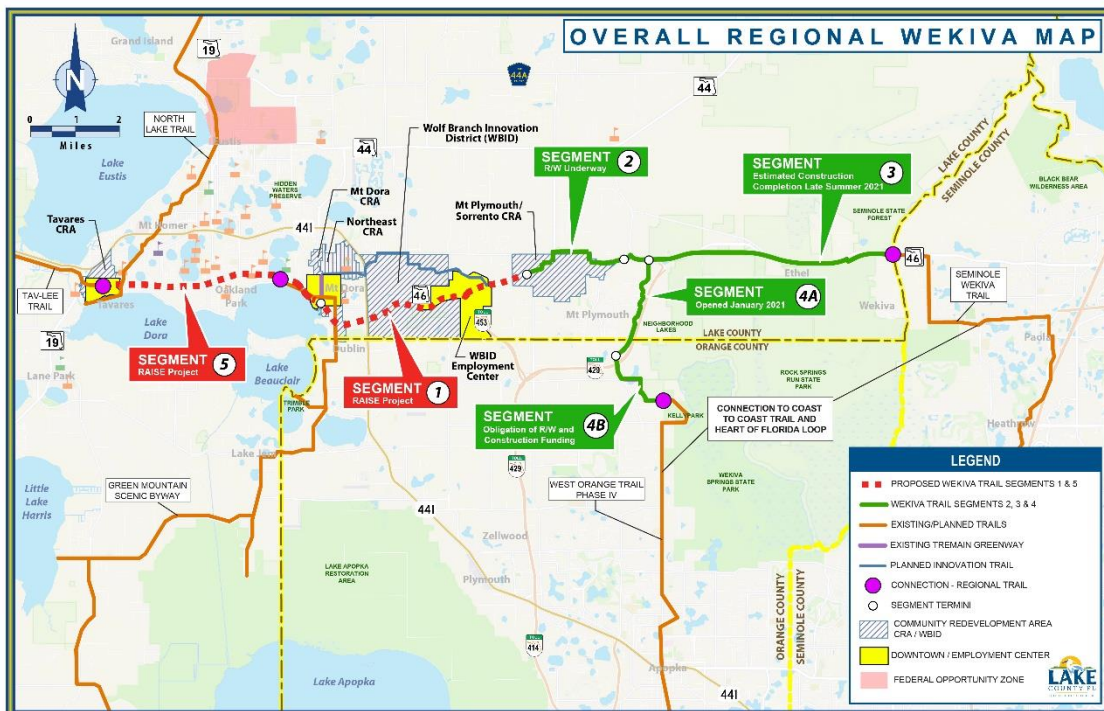 OVERALL REGIONAL WEKIVA MAP
Grand Island
19
44A
44
N
0 1 2
Miles
NORTH
LAKE TRAIL
Lake
Eustis
Eustis
Wolf Branch Innovation
District (WBID)
44
HIDDEN
WATERS
PRESERVE
Mt Dora
CRA
Northeast
CRA
441
SEGMENT 2
R/W Underway
SEGMENT 3
Estimated Construction
Completion Late Summer 2021
LAKE COUNTY
SEMINOLE COUNTY
BLACK BEAR
WILDERNESS AREA
SEMINOLE STATE
FOREST
Tavares
CRA
Mt Homer
Mt Plymouth/
Sorrento CRA
46
TAV-LEE
TRAIL
Tavares
Oakland
Park
Mt Dora
46
Ethel
Wekiva
SEMINOLE
WEKIVA
TRAIL
SEGMENT 4A
Opened January 2021
Mt Plymouth
NEIGHBORHOOD
LAKES
LAKE COUNTY
ORANGE COUNTY
Paola
19
Lake
Dora
TOLL
453
Dublin
SEGMENT 5
RAISE Project
Lane Park
Lake
Beauclair
SEGMENT 1
RAISE Project
WBID
Employment
Center
TOLL
429
ROCK SPRINGS
RUN STATE
PARK
TRIMBLE
PARK
SEGMENT 4B
Obligation of R/W and
Construction Funding
KELLY PARK
CONNECTION TO COAST
TO COAST TRAIL AND
HEART OF FLORIDA LOOP
Heathrow
Lake Jem
GREEN MOUNTAIN
SCENIC BYWAY
Little
Lake
Harris
TOLL
429
441
WEST ORANGE TRAIL
PHASE IV
WEKIVA
SPRINGS STATE
PARK
Zellwood
LAKE APOPKA
RESTORATION
AREA
Plymouth
ORANGE COUNTY
SEMINOLE COUNTY
TOLL
414
Apopka
441
Lake Apopka
LEGEND
PROPOSED WEKIVA TRAIL SEGMENTS 1 & 5
WEKIVA TRAIL SEGMENTS 2, 3 & 4
EXISTING/PLANNED TRAILS
EXISTING TREMAIN GREENWAY
PLANNED INNOVATION TRAIL
CONNECTION - REGIONAL TRAIL
SEGMENT TERMINI
COMMUNITY REDEVELOPMENT AREA
CRA / WBID
DOWNTOWN / EMPLOYMENT CENTER
FEDERAL OPPORTUNITY ZONE
LAKE
COUNTY FL